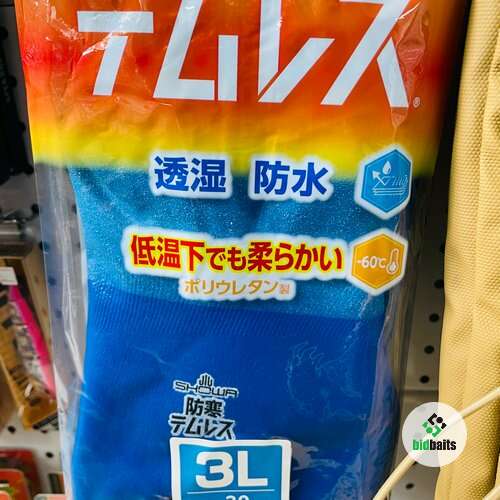 テムレス®
透湿 防水
低温下でも柔らかい
-60℃
ポリウレタン製
SHOWA
防寒
テムレス
3L
bidbaits